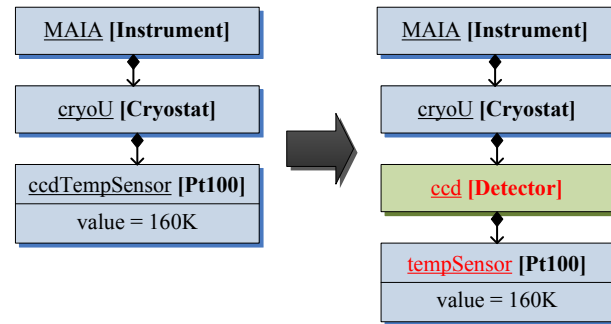 MAIA [Instrument]
cryoU [Cryostat]
ccdTempSensor [Pt100]
value = 160K
MAIA [Instrument]
cryoU [Cryostat]
ccd [Detector]
tempSensor [Pt100]
value = 160K